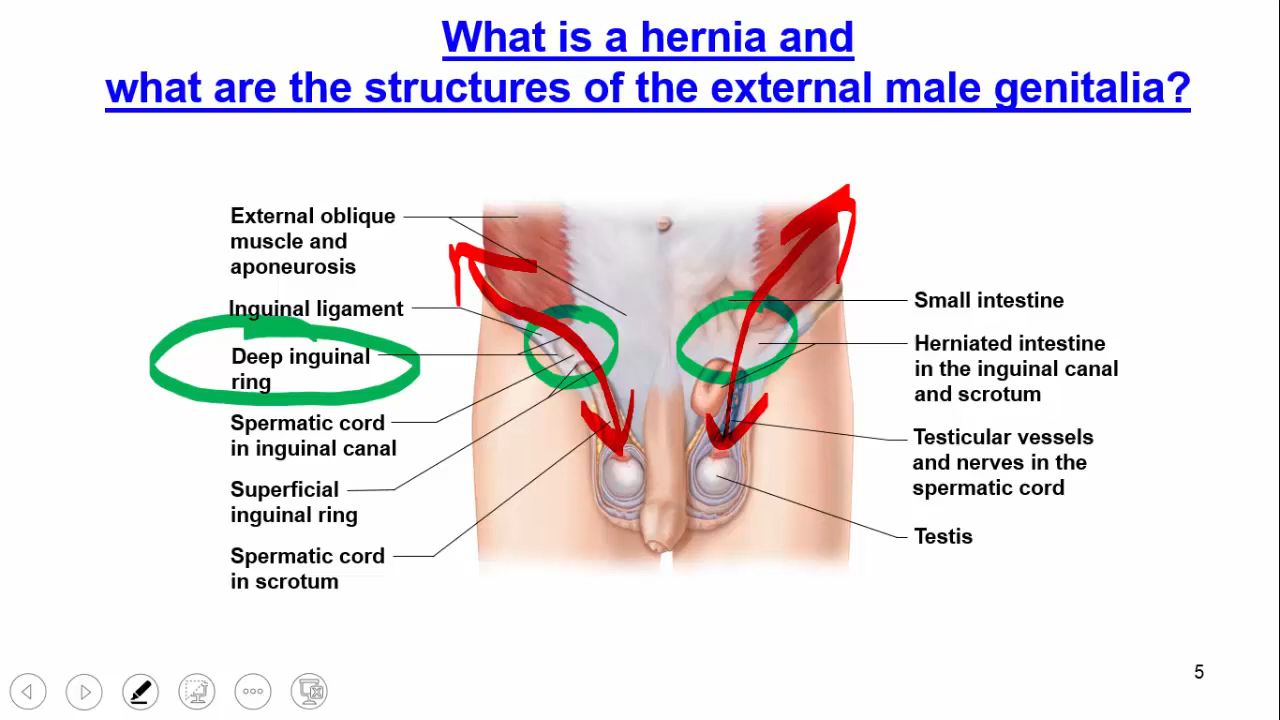 What is a hernia and
what are the structures of the external male genitalia?
External oblique
muscle and
aponeurosis
Inguinal ligament
Deep inguinal
ring
Spermatic cord
in inguinal canal
Superficial
inguinal ring
Spermatic cord
in scrotum
Small intestine
Herniated intestine
in the inguinal canal
and scrotum
Testicular vessels
and nerves in the
spermatic cord
Testis
5